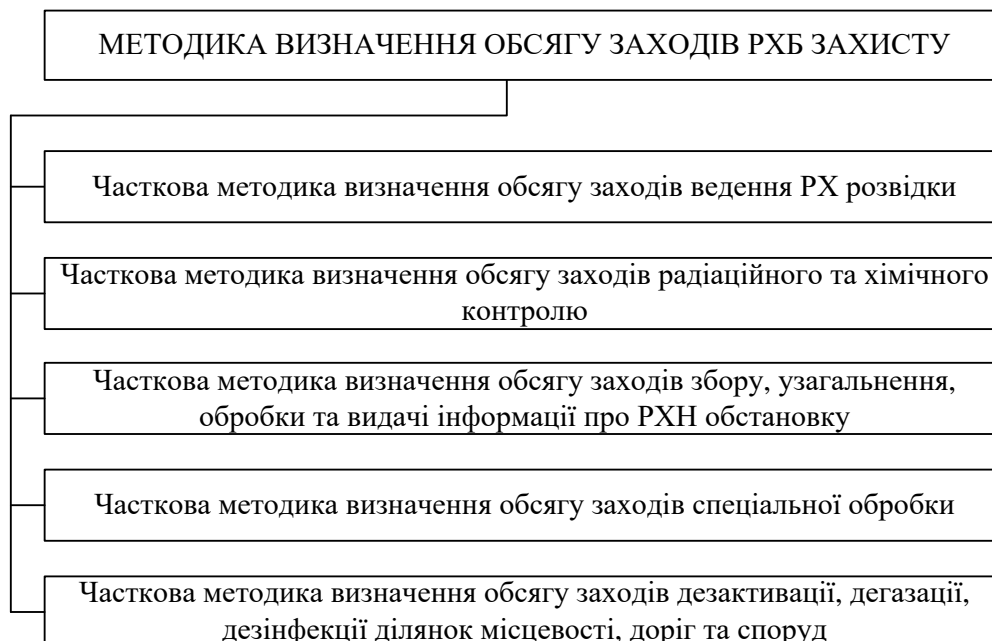 МЕТОДИКА ВИЗНАЧЕННЯ ОБСЯГУ ЗАХОДІВ РХБ ЗАХИСТУ
Часткова методика визначення обсягу заходів ведення РХ розвідки
Часткова методика визначення обсягу заходів радіаційного та хімічного
контролю
Часткова методика визначення обсягу заходів збору, узагальнення,
обробки та видачі інформації про РХН обстановку
Часткова методика визначення обсягу заходів спеціальної обробки
Часткова методика визначення обсягу заходів дезактивації, дегазації,
дезінфекції ділянок місцевості, доріг та споруд